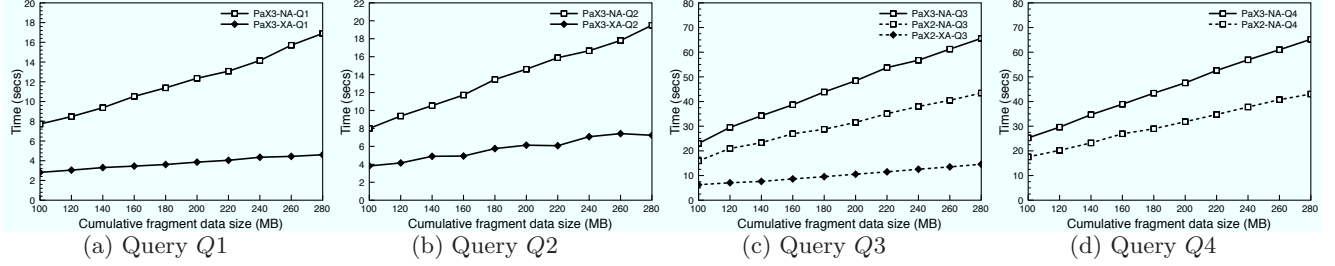 PaX3-NA-Q1
PaX3-XA-Q1
Time (secs)
20
18
16
14
12
10
8
6
4
2
0
100 120 140 160 180 200 220 240 260 280
Cumulative fragment data size (MB)
(a) Query Q1
PaX3-NA-Q2
PaX3-XA-Q2
Time (secs)
22
20
18
16
14
12
10
8
6
4
2
0
100 120 140 160 180 200 220 240 260 280
Cumulative fragment data size (MB)
(b) Query Q2
PaX3-NA-Q3
PaX2-NA-Q3
PaX2-XA-Q3
Time (secs)
80
70
60
50
40
30
20
10
0
100 120 140 160 180 200 220 240 260 280
Cumulative fragment data size (MB)
(c) Query Q3
PaX3-NA-Q4
PaX2-NA-Q4
Time (secs)
80
70
60
50
40
30
20
10
0
100 120 140 160 180 200 220 240 260 280
Cumulative fragment data size (MB)
(d) Query Q4